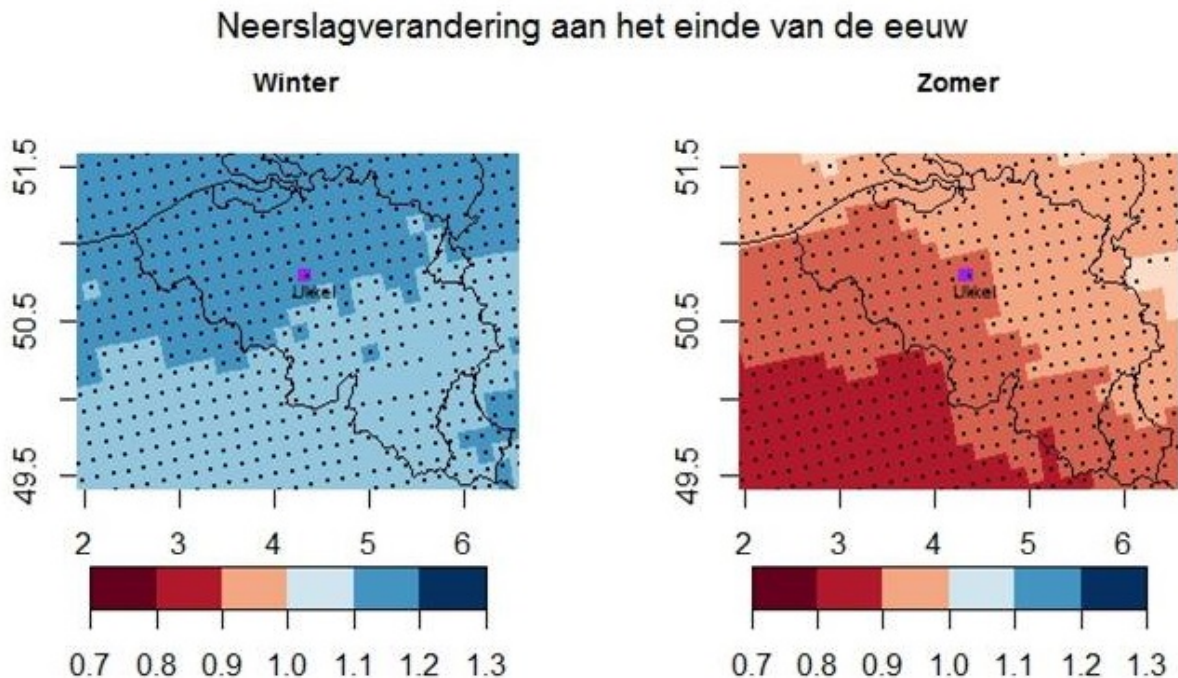 Neerslagverandering aan het einde van de eeuw
Winter
Zomer
51.5
50.5
49.5
Ukkel
2 3 4 5 6
0.7 0.8 0.9 1.0 1.1 1.2 1.3
51.5
50.5
49.5
Ukkel
2 3 4 5 6
0.7 0.8 0.9 1.0 1.1 1.2 1.3